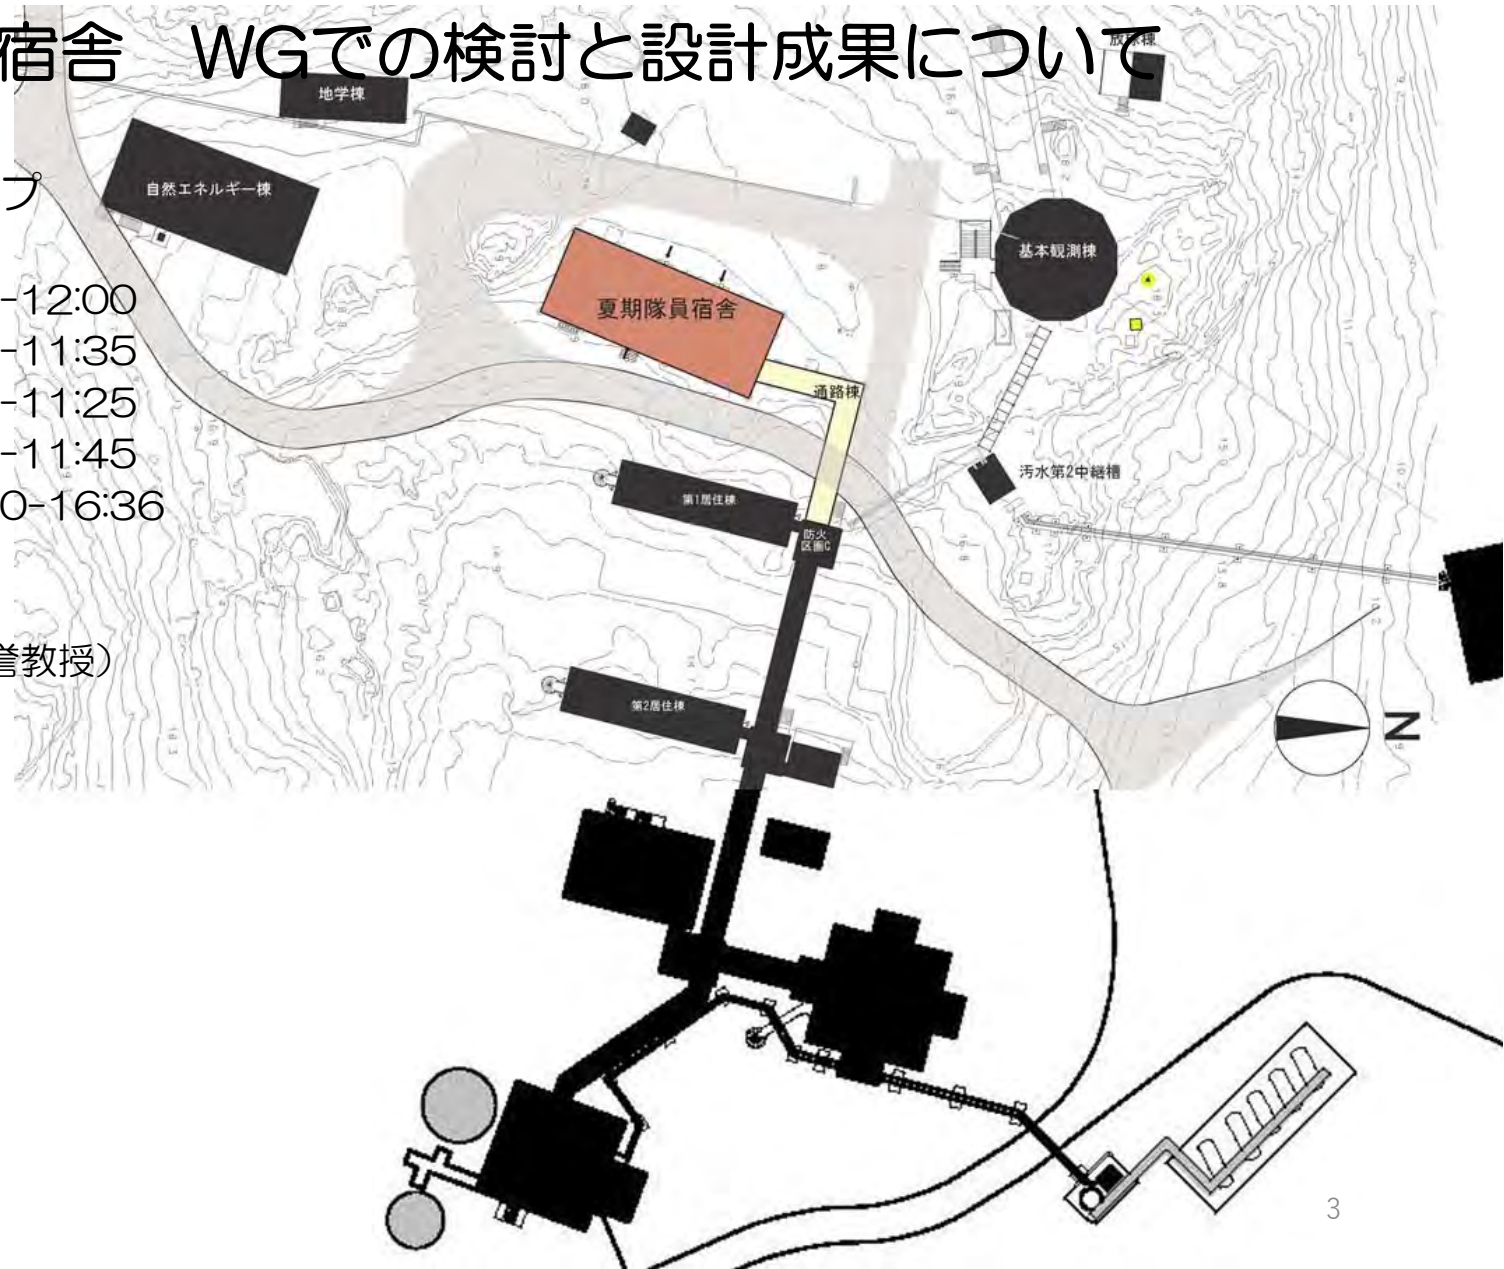 宿舎　WGでの検討と設計成果について
放球棟
地学棟
自然エネルギー棟
プ
基本観測棟
-12:00
夏期隊員宿舎
-11:35
-11:25
通路棟
-11:45
汚水第2中継槽
第1居住棟
0-16:36
防火
区画C
誉教授）
第2居住棟
N
3